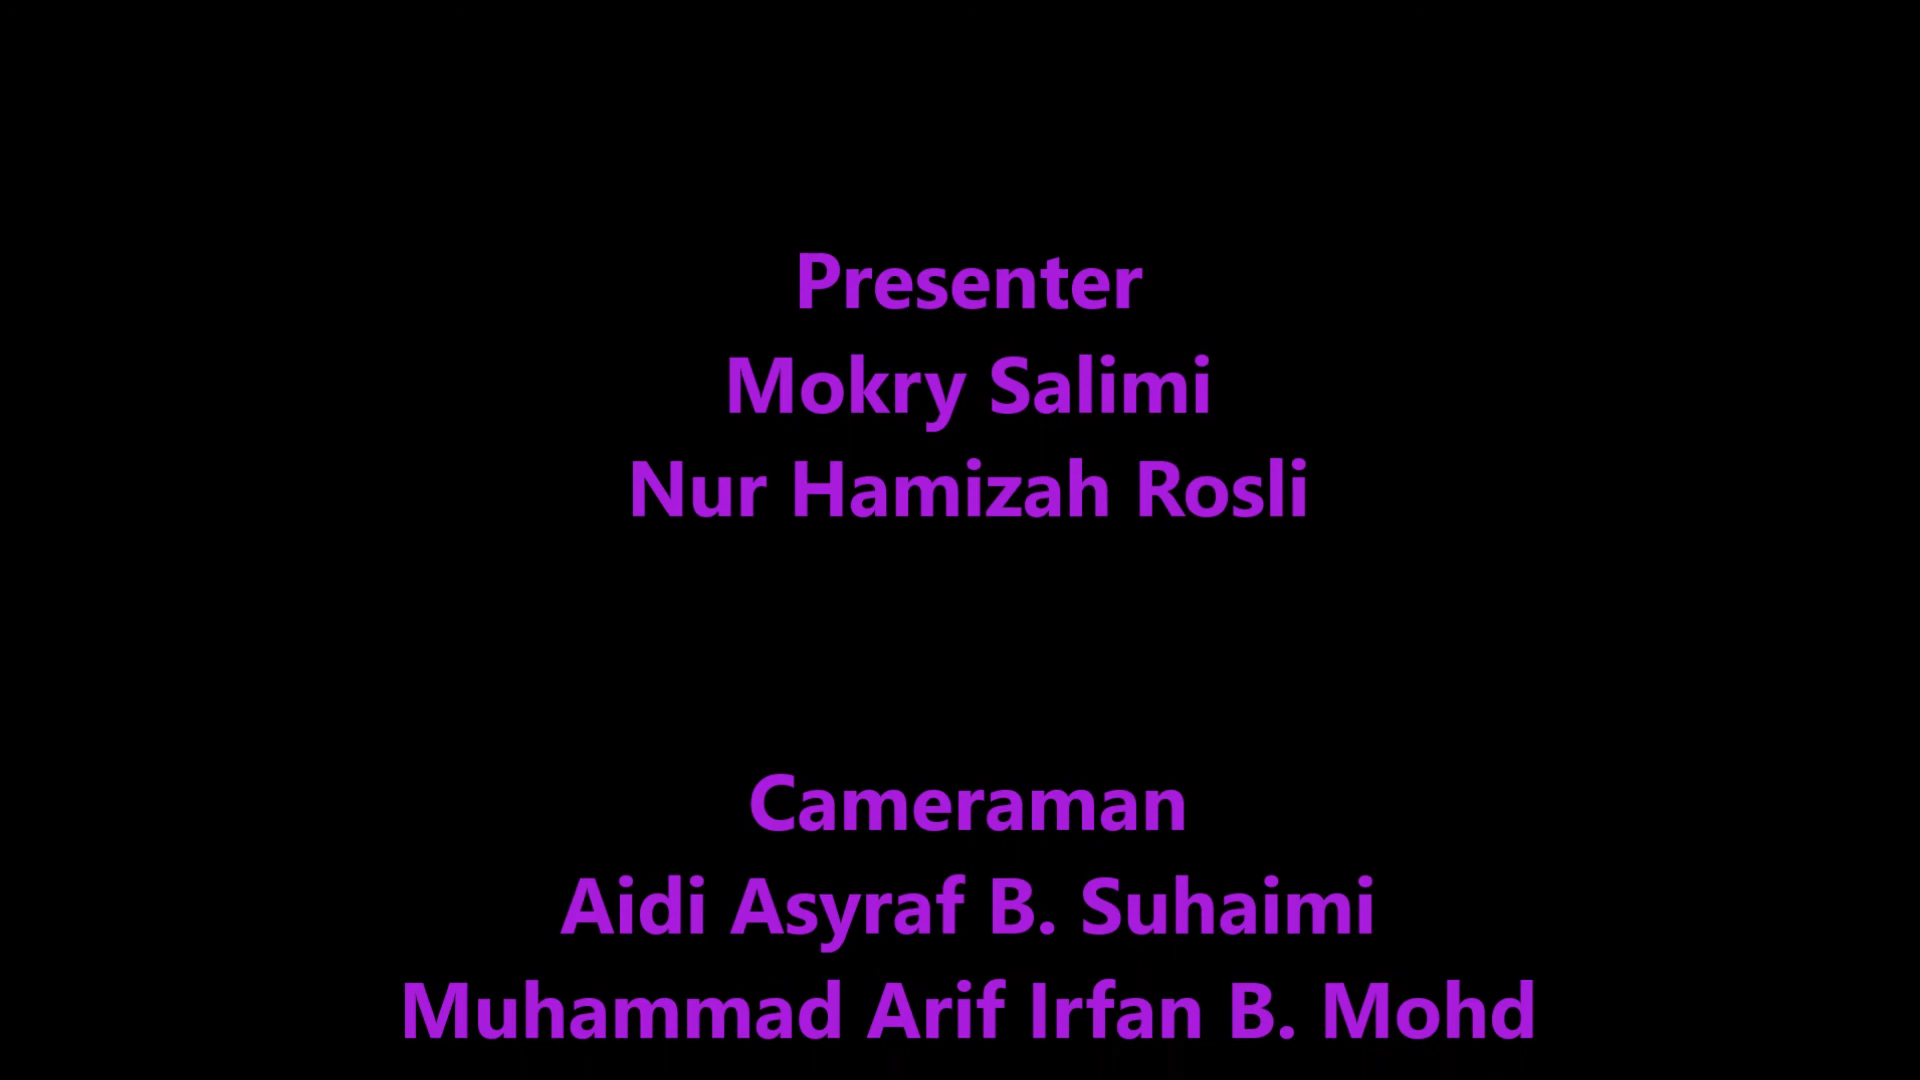 Presenter
Mokry Salimi
Nur Hamizah Rosli
Cameraman
Aidi Asyraf B. Suhaimi
Muhammad Arif Irfan B. Mohd